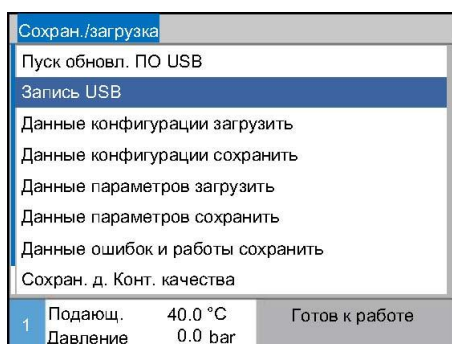 Сохран./загрузка
Пуск обновл. ПО USB
Запись USB
Данные конфигурации загрузить
Данные конфигурации сохранить
Данные параметров загрузить
Данные параметров сохранить
Данные ошибок и работы сохранить
Сохран. д. Конт. качества
1 Подающ. 40.0 °C Готов к работе
Давление 0.0 bar